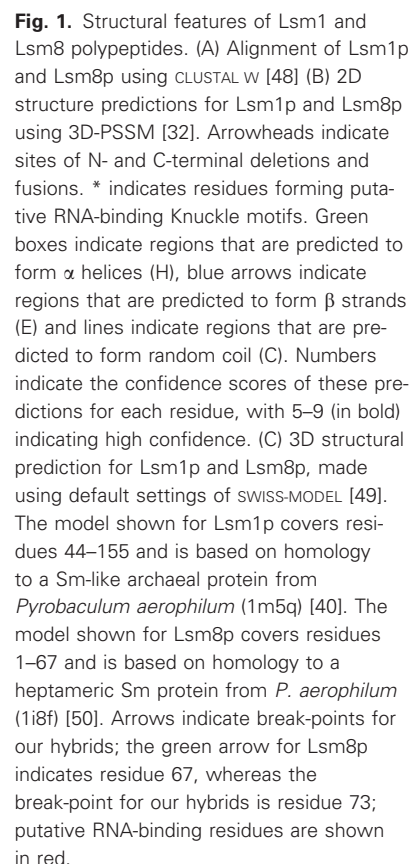 Fig. 1. Structural features of Lsm1 and
Lsm8 polypeptides. (A) Alignment of Lsm1p
and Lsm8p using CLUSTAL W [48] (B) 2D
structure predictions for Lsm1p and Lsm8p
using 3D-PSSM [32]. Arrowheads indicate
sites of N- and C-terminal deletions and
fusions. * indicates residues forming puta-
tive RNA-binding Knuckle motifs. Green
boxes indicate regions that are predicted to
form α helices (H), blue arrows indicate
regions that are predicted to form β strands
(E) and lines indicate regions that are pre-
dicted to form random coil (C). Numbers
indicate the confidence scores of these pre-
dictions for each residue, with 5–9 (in bold)
indicating high confidence. (C) 3D structural
prediction for Lsm1p and Lsm8p, made
using default settings of SWISS-MODEL [49].
The model shown for Lsm1p covers resi-
dues 44–155 and is based on homology
to a Sm-like archaeal protein from
Pyrobaculum aerophilum (1m5q) [40]. The
model shown for Lsm8p covers residues
1–67 and is based on homology to a
heptameric Sm protein from P. aerophilum
(1i8f) [50]. Arrows indicate break-points for
our hybrids; the green arrow for Lsm8p
indicates residue 67, whereas the
break-point for our hybrids is residue 73;
putative RNA-binding residues are shown
in red.